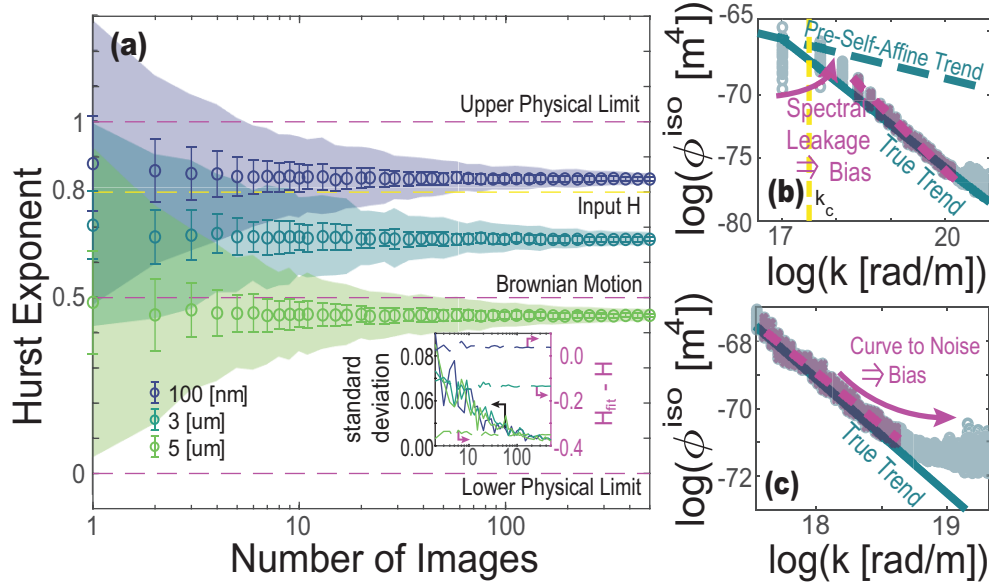 (a)
Hurst Exponent
1
0.8
0.5
0
Upper Physical Limit
Input H
Brownian Motion
Lower Physical Limit
100 [nm]
3 [um]
5 [um]
standard
deviation
0.08
0.06
0.04
0.00
10
100
0.0
-0.2
-0.4
H_fit - H
1
10
100
Number of Images
(b)
log(ϕ^iso [m^4]
-65
-70
-75
-80
Pre-Self-Affine Trend
Spectral
Leakage
⇒ Bias
True Trend
k_c
17
20
log(k [rad/m)
(c)
log(ϕ^iso [m^4]
-68
-70
-72
Curve to Noise
⇒ Bias
True Trend
18
19
log(k [rad/m)